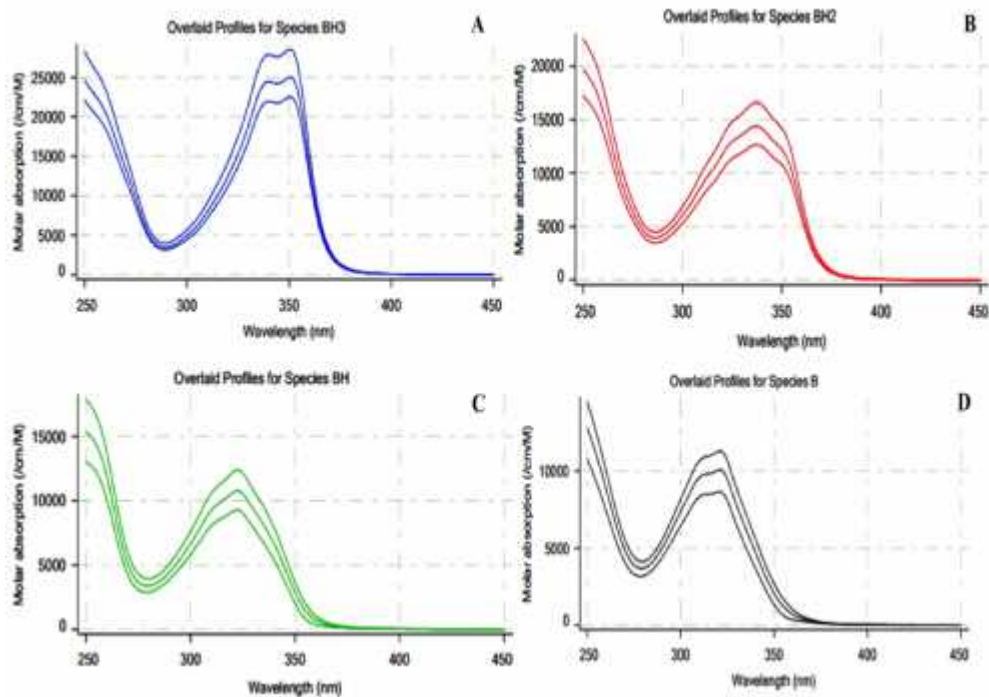 Overlaid Profiles for Species BH3
A
Molar absorption (/cm/M)
25000
20000
15000
10000
5000
0
250
300
350
400
450
Wavelength (nm)
Overlaid Profiles for Species BH2
B
Molar absorption (/cm/M)
20000
15000
10000
5000
0
250
300
350
400
450
Wavelength (nm)
Overlaid Profiles for Species BH
C
Molar absorption (/cm/M)
15000
10000
5000
0
250
300
350
400
450
Wavelength (nm)
Overlaid Profiles for Species B
D
Molar absorption (/cm/M)
10000
5000
0
250
300
350
400
450
Wavelength (nm)